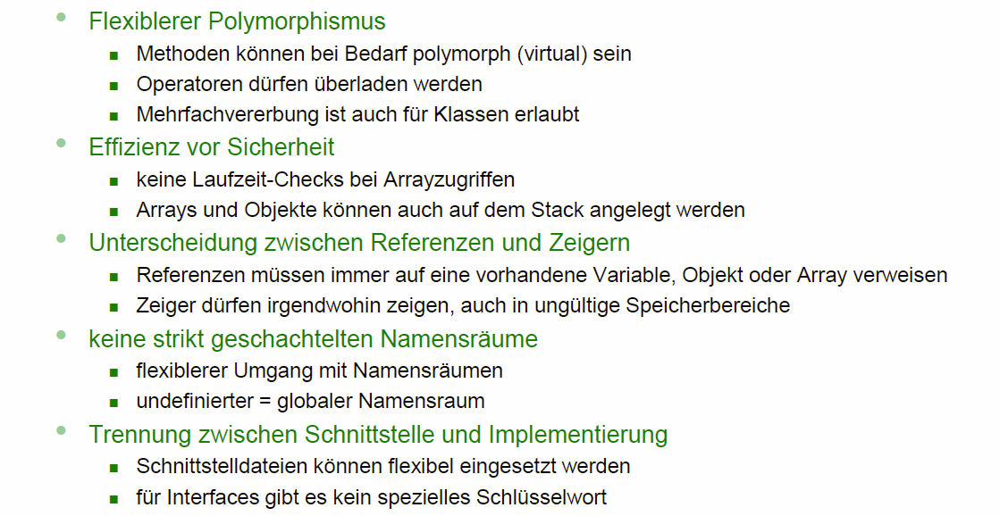 Flexiblerer Polymorphismus
Methoden können bei Bedarf polymorph (virtual) sein
Operatoren dürfen überladen werden
Mehrfachvererbung ist auch für Klassen erlaubt
Effizienz vor Sicherheit
keine Laufzeit-Checks bei Arrayzugriffen
Arrays und Objekte können auch auf dem Stack angelegt werden
Unterscheidung zwischen Referenzen und Zeigern
Referenzen müssen immer auf eine vorhandene Variable, Objekt oder Array verweisen
Zeiger dürfen irgendwohin zeigen, auch in ungültige Speicherbereiche
keine strikt geschachtelten Namensräume
flexiblerer Umgang mit Namensräumen
undefinierter = globaler Namensraum
Trennung zwischen Schnittstelle und Implementierung
Schnittstelldateien können flexibel eingesetzt werden
für Interfaces gibt es kein spezielles Schlüsselwort